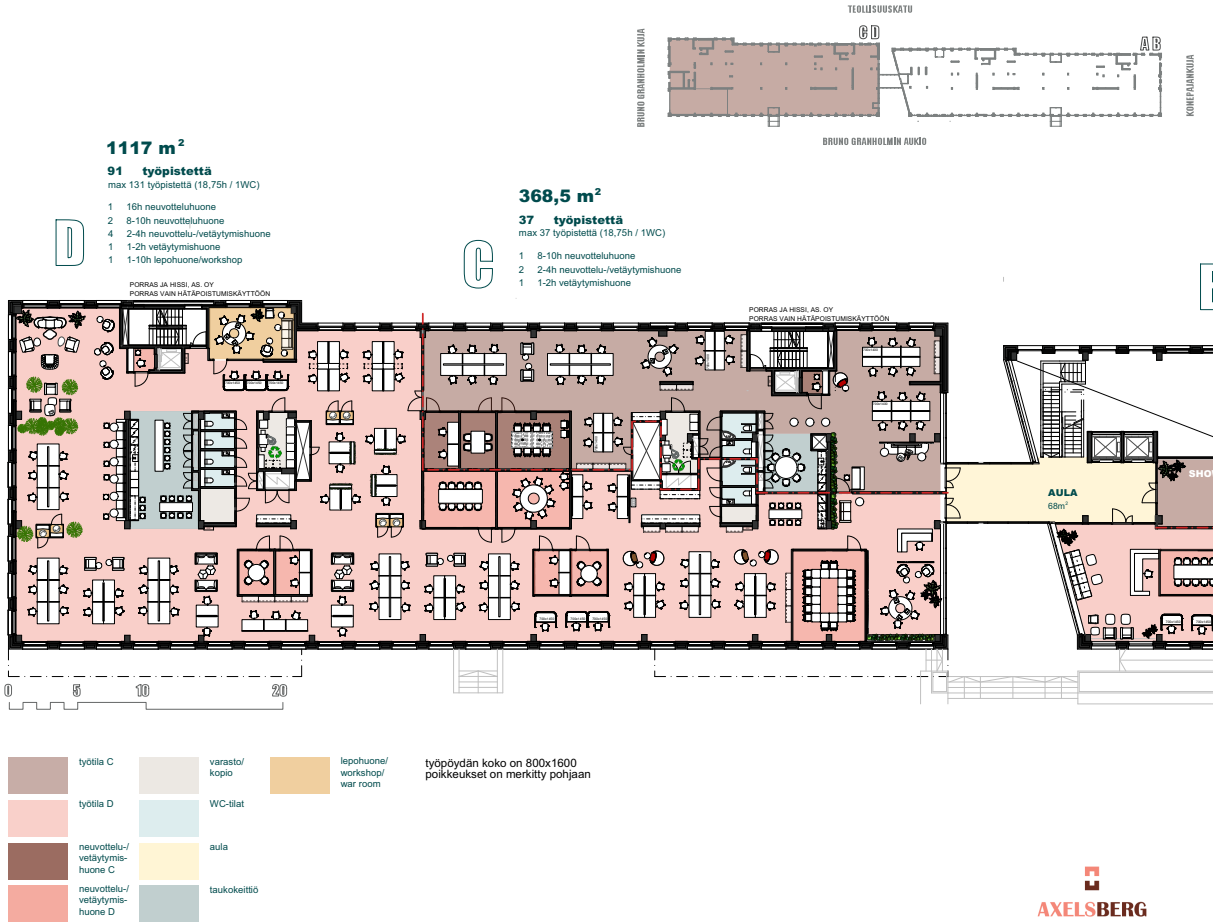 TEOLLISUUSKATU
C D
A B
BRUNO GRANHOLMIN KUJA
KONEPAJANKUJA
BRUNO GRANHOLMIN AUKIO
1117 m²
91 työpistettä
max 131 työpistettä (18,75h / 1WC)
1 16h neuvotteluhuone
2 8-10h neuvotteluhuone
4 2-4h neuvottelu-/vetäytymishuone
1 1-2h vetäytymishuone
1 1-10h lepohuone/workshop
D
368,5 m²
37 työpistettä
max 37 työpistettä (18,75h / 1WC)
1 8-10h neuvotteluhuone
2 2-4h neuvottelu-/vetäytymishuone
1 1-2h vetäytymishuone
C
PORRAS JA HISSI, AS. OY
PORRAS VAIN HÄTÄPOISTUMISKÄYTTÖÖN
PORRAS JA HISSI, AS. OY
PORRAS VAIN HÄTÄPOISTUMISKÄYTTÖÖN
AULA
68m²
SHOW
0 5 10 20
työtila C
työtila D
neuvottelu-/
vetäytymis-
huone C
neuvottelu-/
vetäytymis-
huone D
varasto/
kopio
WC-tilat
aula
taukokeittiö
lepohuone/
workshop/
war room
työpöydän koko on 800x1600
poikkeukset on merkitty pohjaan
AXELSBERG